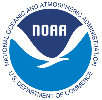 NATIONAL OCEANIC AND ATMOSPHERIC ADMINISTRATION
NOAA
U.S. DEPARTMENT OF COMMERCE